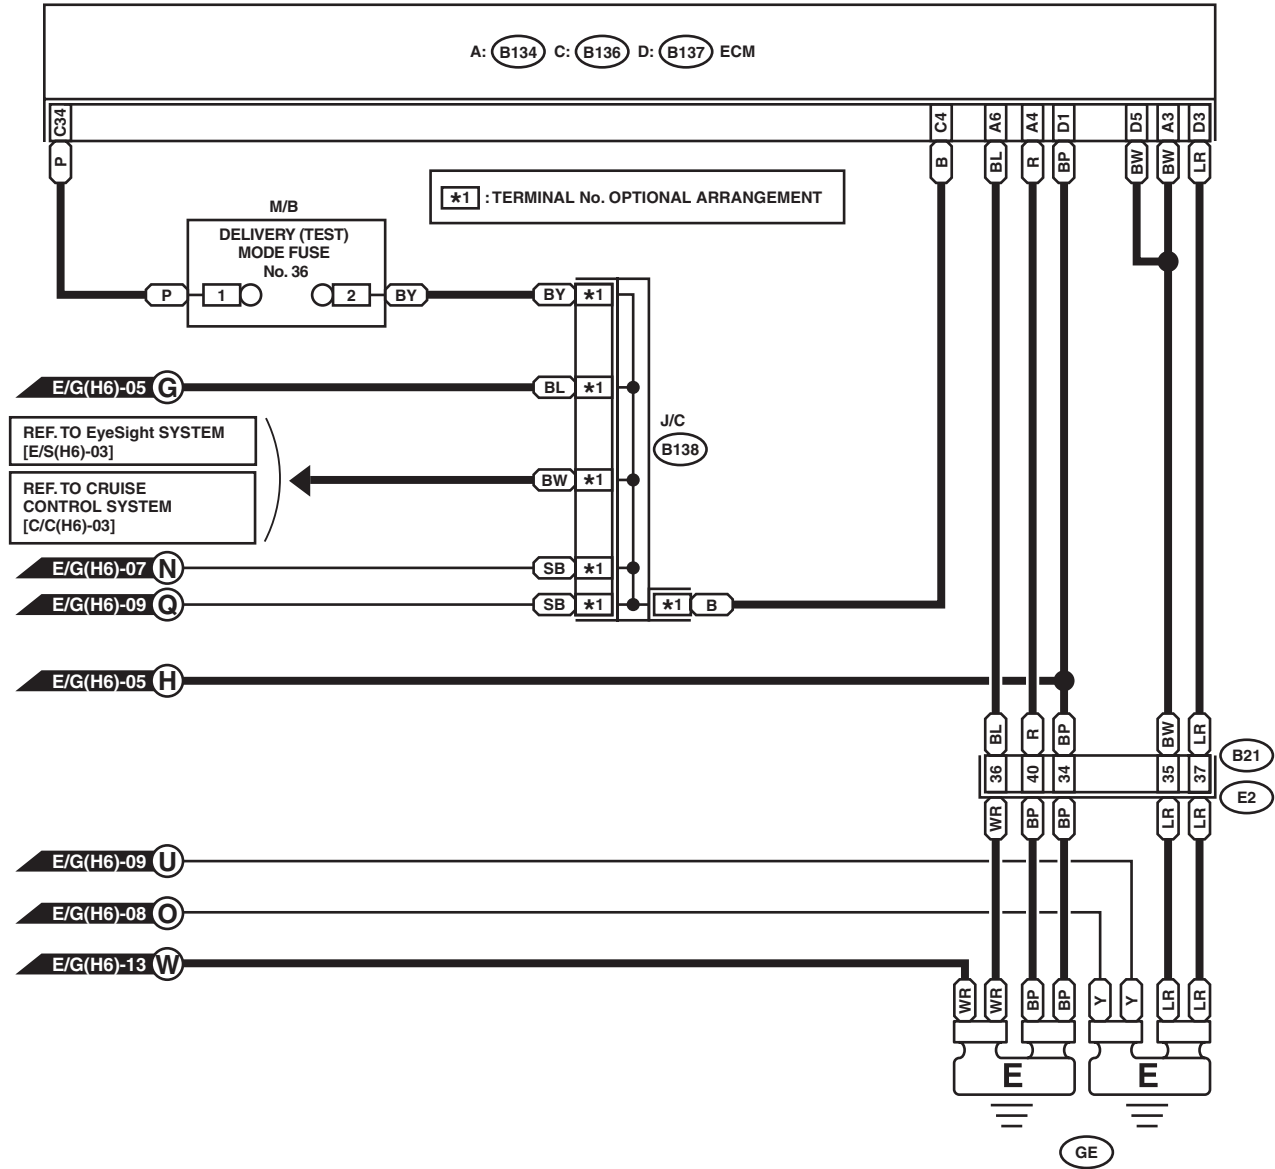 A: B134 C: B136 D: B137 ECM
C34 C4 A6 A4 D1 D5 A3 D3
P B BL R BP BW BW LR
*1 : TERMINAL No. OPTIONAL ARRANGEMENT
M/B
DELIVERY (TEST)
MODE FUSE
No. 36
P 1 2 BY BY *1
E/G(H6)-05 G BL *1
J/C
B138
REF. TO EyeSight SYSTEM
[E/S(H6)-03]
BW *1
REF. TO CRUISE
CONTROL SYSTEM
[C/C(H6)-03]
E/G(H6)-07 N SB *1
E/G(H6)-09 Q SB *1 *1 B
E/G(H6)-05 H
BL R BP BW LR
B21
36 40 34 35 37
E2
WR BP BP LR LR
E/G(H6)-09 U
E/G(H6)-08 O
E/G(H6)-13 W
WR WR BP BP Y Y LR LR
E E
GE